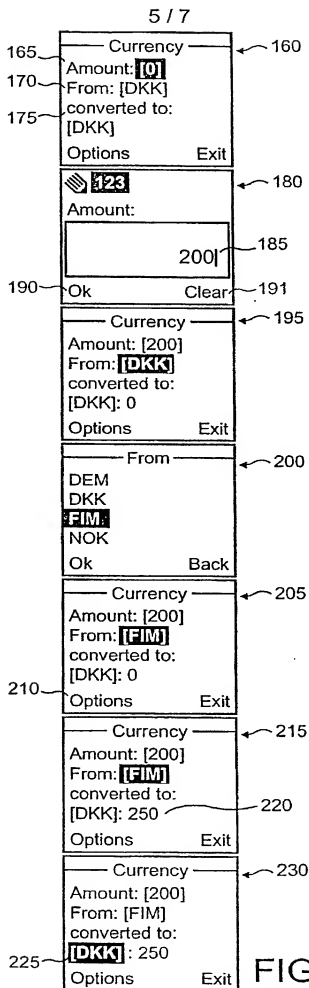 5 / 7
Currency 160
165 Amount: [0]
170 From: [DKK]
175 converted to:
[DKK]
Options Exit
123 180
Amount:
200 185
190 Ok Clear 191
Currency 195
Amount: [200]
From: [DKK]
converted to:
[DKK]: 0
Options Exit
From 200
DEM
DKK
FIM
NOK
Ok Back
Currency 205
Amount: [200]
From: [FIM]
converted to:
[DKK]: 0
210 Options Exit
Currency 215
Amount: [200]
From: [FIM]
converted to:
[DKK]: 250 220
Options Exit
Currency 230
Amount: [200]
From: [FIM]
converted to:
225 [DKK] : 250
Options Exit FIG